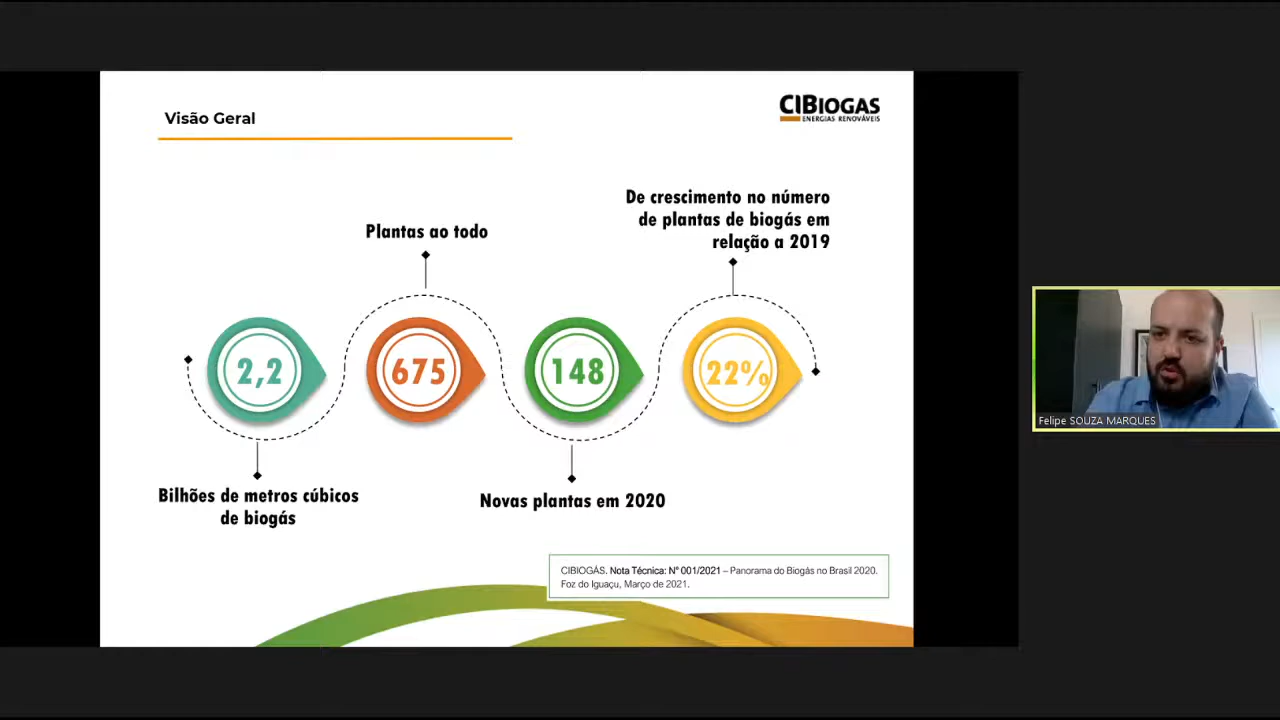 Visão Geral
CIBIOGAS
ENERGIAS RENOVÁVEIS
De crescimento no número
de plantas de biogás em
relação a 2019
Plantas ao todo
2,2
675
148
22%
Bilhões de metros cúbicos
de biogás
Novas plantas em 2020
CIBIOGÁS. Nota Técnica: Nº 001/2021 – Panorama do Biogás no Brasil 2020.
Foz do Iguaçu, Março de 2021.
Felipe SOUZA MARQUES